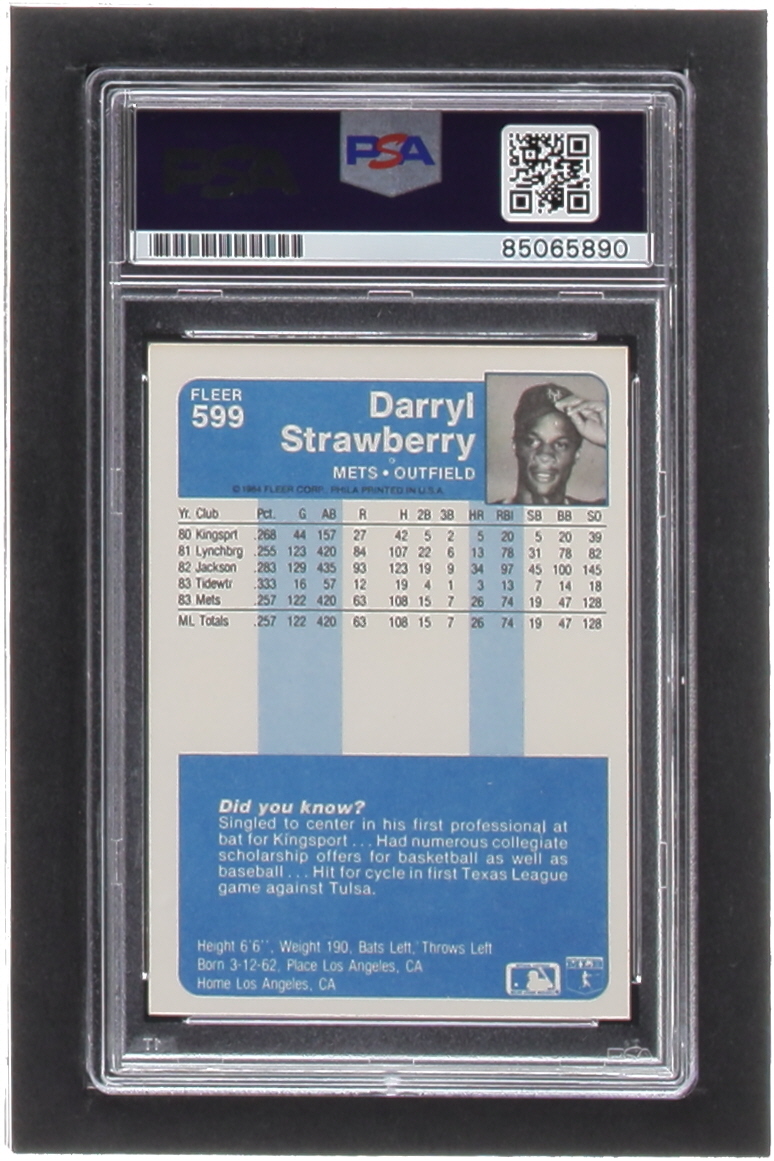 PSA
PSA
85065890
FLEER
599
Darryl
Strawberry
METS • OUTFIELD
© 1984 FLEER CORP., PHILA PRINTED IN U.S.A.
Yr. Club Pct. G AB R H 2B 3B HR RBI SB BB SO
80 Kingsprt .268 44 157 27 42 5 2 5 20 5 20 39
81 Lynchbrg .255 123 420 84 107 22 6 13 78 31 78 82
82 Jackson .283 129 435 93 123 19 9 34 97 45 100 145
83 Tidewtr .333 16 57 12 19 4 1 3 13 7 14 18
83 Mets .257 122 420 63 108 15 7 26 74 19 47 128
ML Totals .257 122 420 63 108 15 7 26 74 19 47 128
Did you know?
Singled to center in his first professional at
bat for Kingsport . . . Had numerous collegiate
scholarship offers for basketball as well as
baseball . . . Hit for cycle in first Texas League
game against Tulsa.
Height 6'6'', Weight 190, Bats Left, Throws Left
Born 3-12-62, Place Los Angeles, CA
Home Los Angeles, CA
PSA